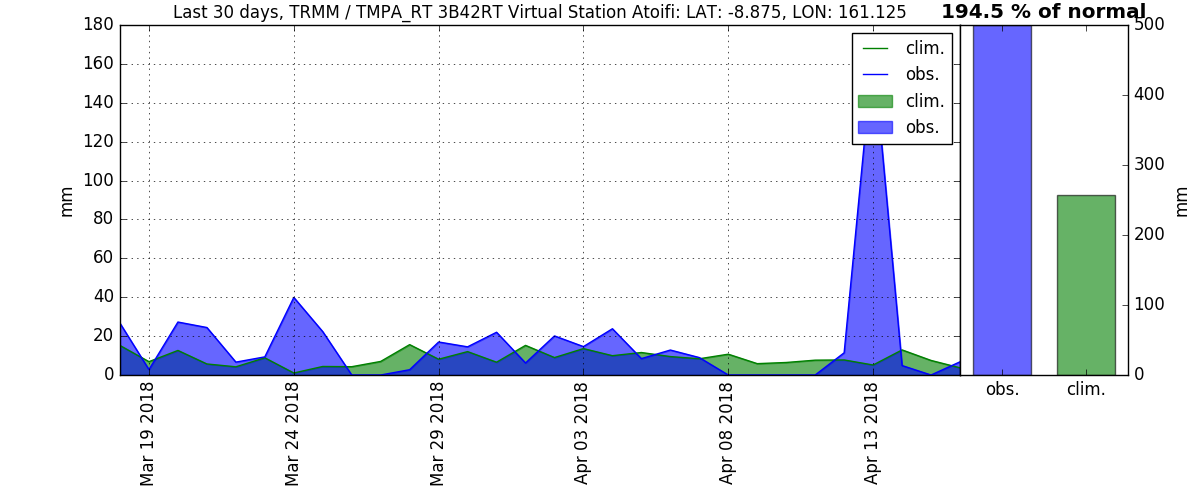 Last 30 days, TRMM / TMPA_RT 3B42RT Virtual Station Atoifi: LAT: -8.875, LON: 161.125
194.5 % of normal
180
160
140
120
100
80
60
40
20
0
mm
clim.
obs.
clim.
obs.
500
400
300
200
100
0
mm
Mar 19 2018
Mar 24 2018
Mar 29 2018
Apr 03 2018
Apr 08 2018
Apr 13 2018
obs.
clim.